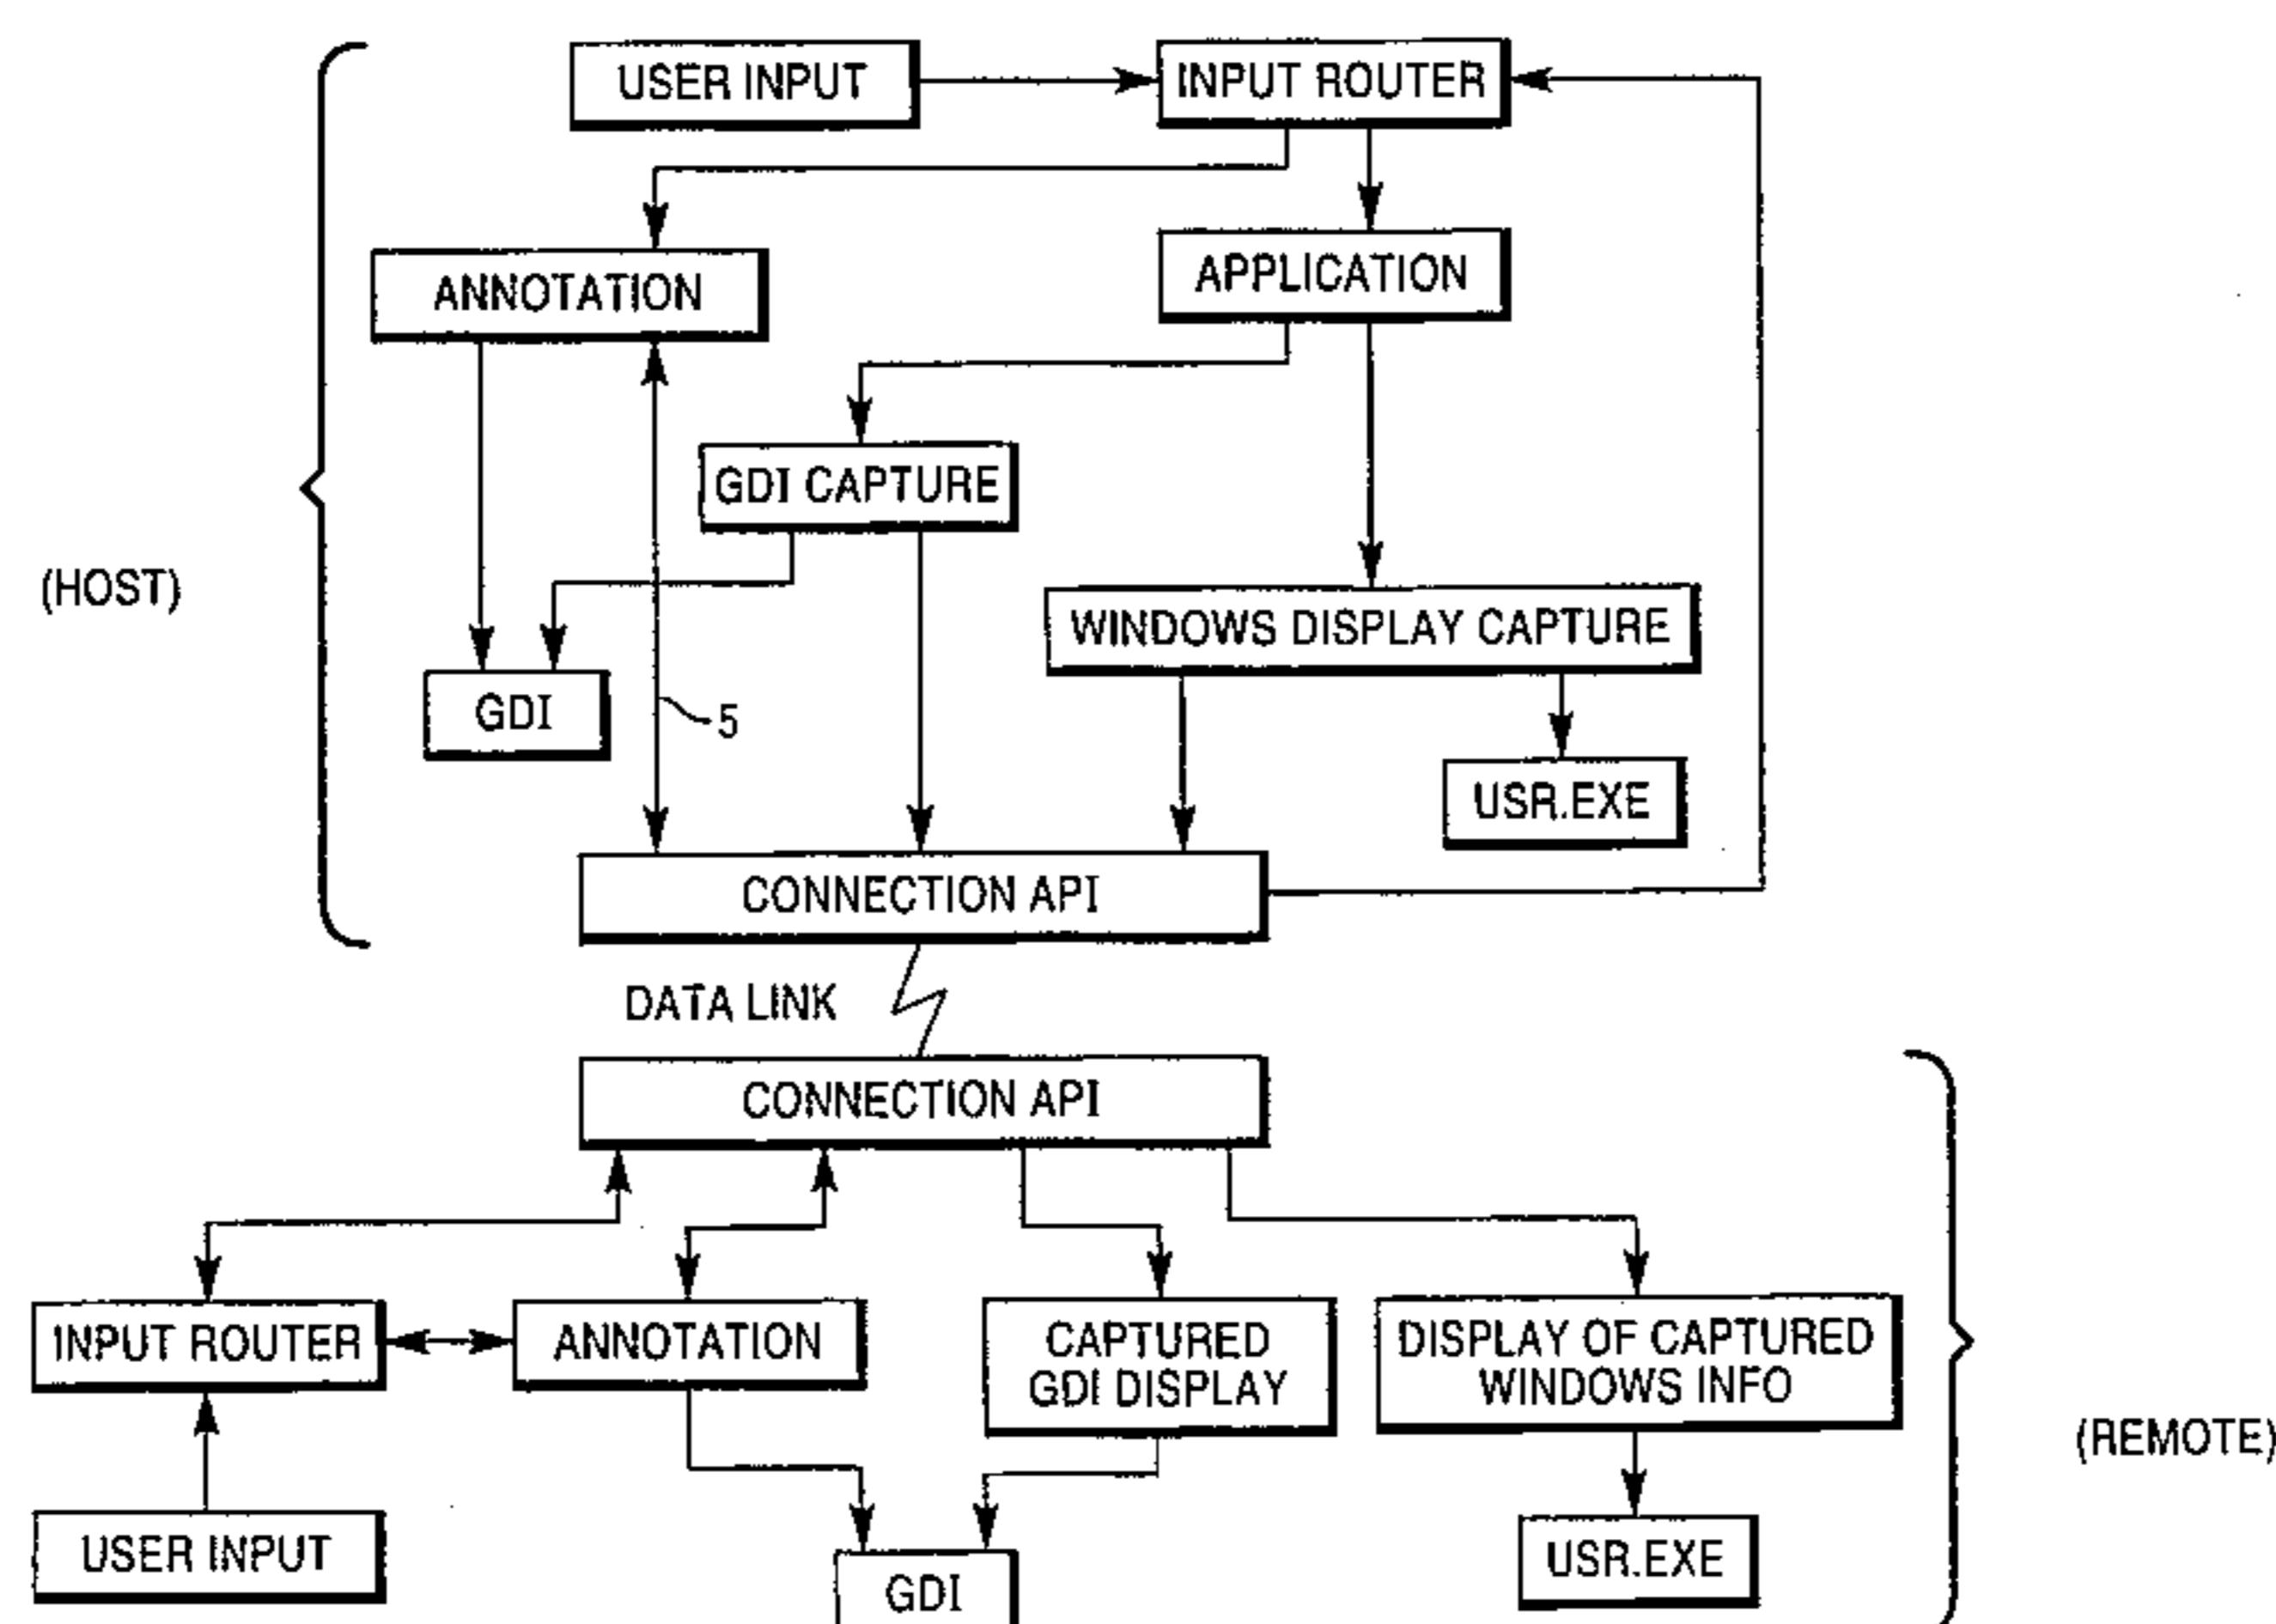 USER INPUT
INPUT ROUTER
ANNOTATION
APPLICATION
GDI CAPTURE
(HOST)
WINDOWS DISPLAY CAPTURE
GDI
5
USR.EXE
CONNECTION API
DATA LINK
CONNECTION API
INPUT ROUTER
ANNOTATION
CAPTURED
GDI DISPLAY
DISPLAY OF CAPTURED
WINDOWS INFO
(REMOTE)
USER INPUT
GDI
USR.EXE